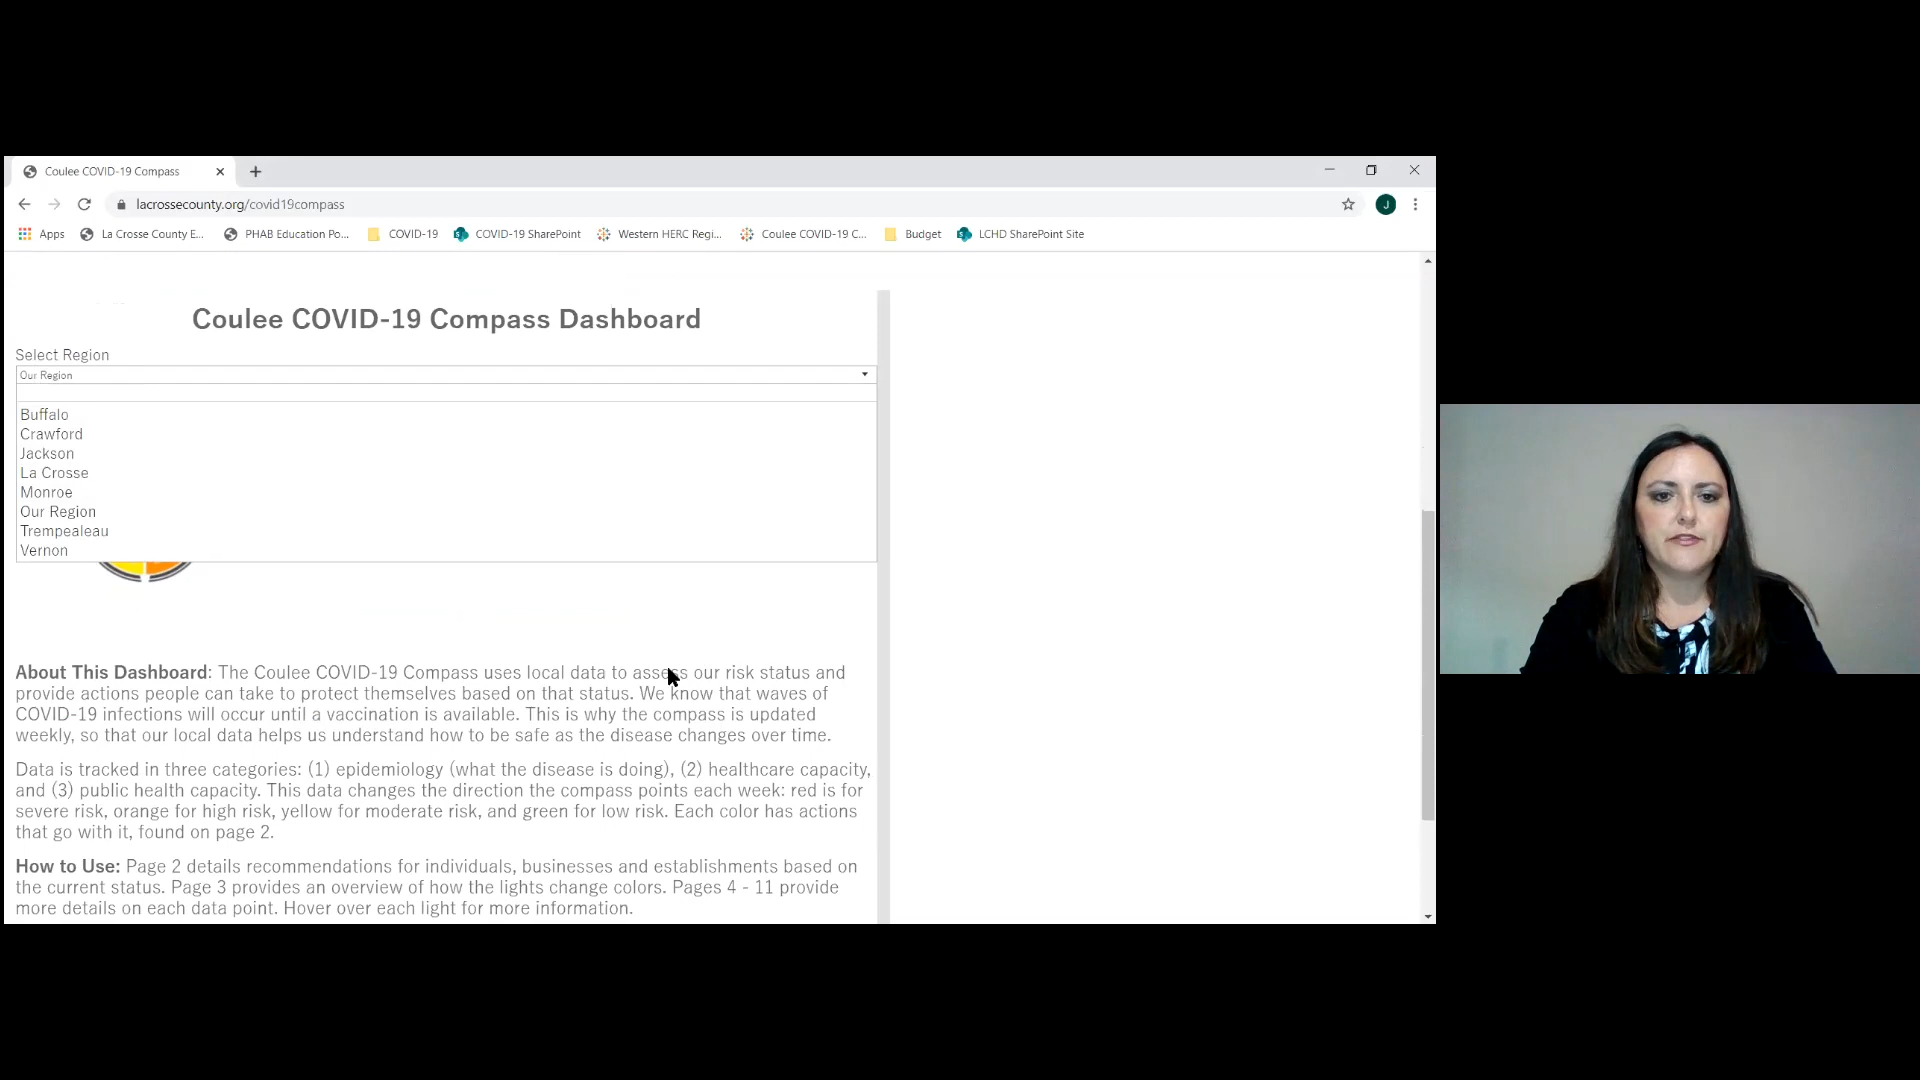 Coulee COVID-19 Compass
lacrossecounty.org/covid19compass
J
Apps
La Crosse County E...
PHAB Education Po...
COVID-19
COVID-19 SharePoint
Western HERC Regi...
Coulee COVID-19 C...
Budget
LCHD SharePoint Site
Coulee COVID-19 Compass Dashboard
Select Region
Our Region
Buffalo
Crawford
Jackson
La Crosse
Monroe
Our Region
Trempealeau
Vernon
About This Dashboard: The Coulee COVID-19 Compass uses local data to assess our risk status and
provide actions people can take to protect themselves based on that status. We know that waves of
COVID-19 infections will occur until a vaccination is available. This is why the compass is updated
weekly, so that our local data helps us understand how to be safe as the disease changes over time.
Data is tracked in three categories: (1) epidemiology (what the disease is doing), (2) healthcare capacity,
and (3) public health capacity. This data changes the direction the compass points each week: red is for
severe risk, orange for high risk, yellow for moderate risk, and green for low risk. Each color has actions
that go with it, found on page 2.
How to Use: Page 2 details recommendations for individuals, businesses and establishments based on
the current status. Page 3 provides an overview of how the lights change colors. Pages 4 - 11 provide
more details on each data point. Hover over each light for more information.